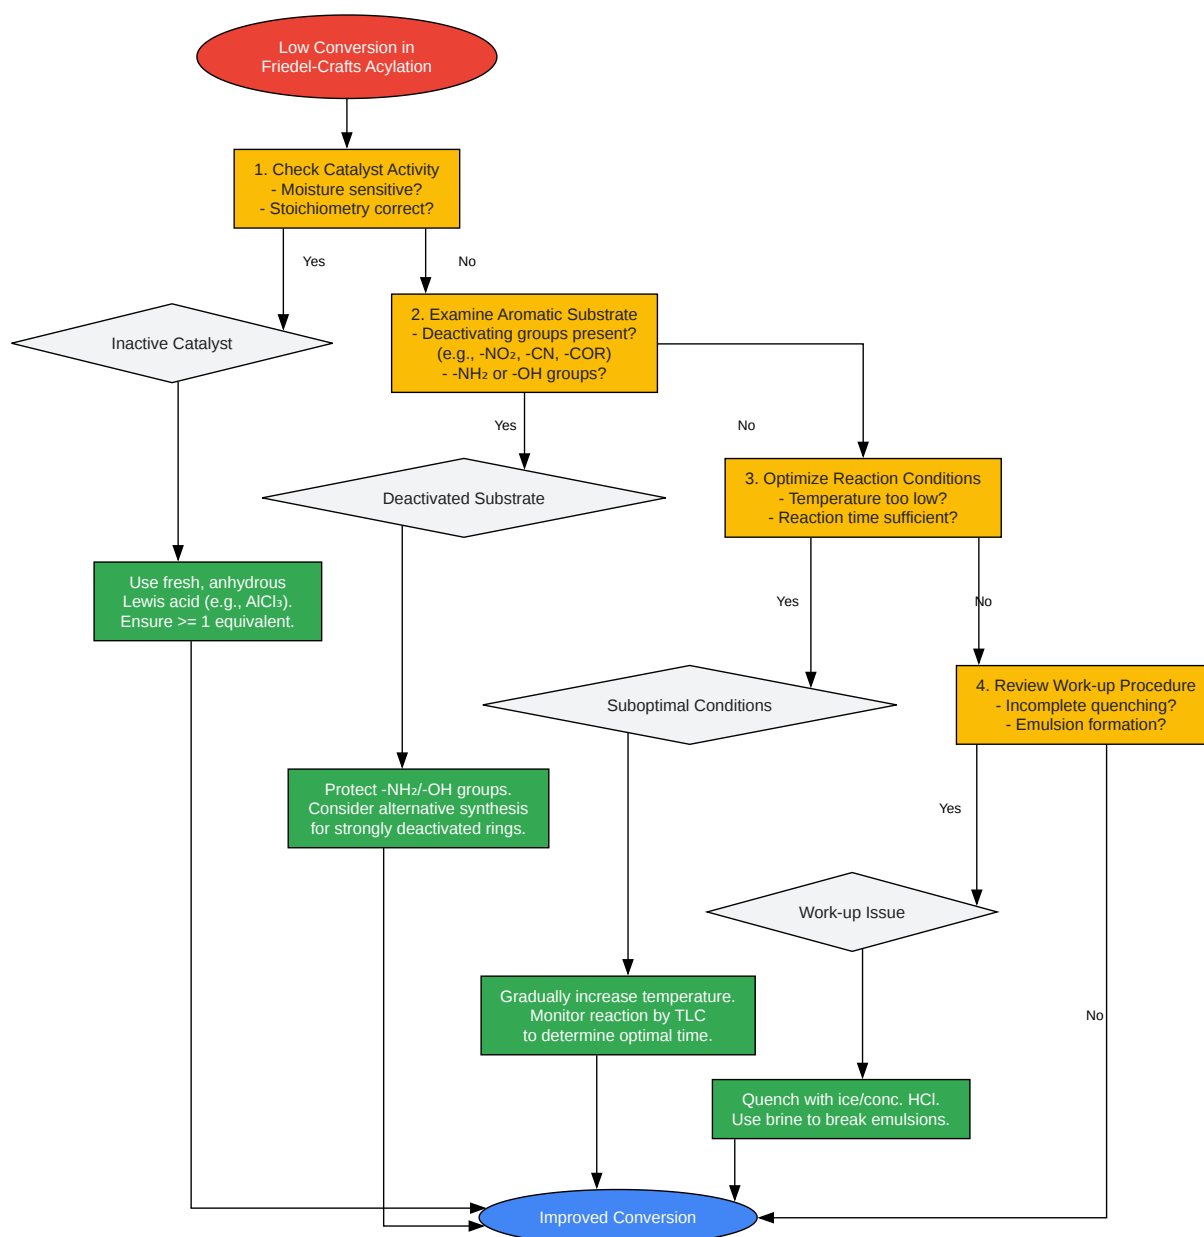 Low Conversion in
Friedel-Crafts Acylation
1. Check Catalyst Activity
- Moisture sensitive?
- Stoichiometry correct?
Yes
No
Inactive Catalyst
2. Examine Aromatic Substrate
- Deactivating groups present?
(e.g., -NO₂, -CN, -COR)
- -NH₂ or -OH groups?
Yes
No
Deactivated Substrate
3. Optimize Reaction Conditions
- Temperature too low?
- Reaction time sufficient?
Use fresh, anhydrous
Lewis acid (e.g., AlCl₃).
Ensure >= 1 equivalent.
Yes
No
Suboptimal Conditions
4. Review Work-up Procedure
- Incomplete quenching?
- Emulsion formation?
Protect -NH₂/-OH groups.
Consider alternative synthesis
for strongly deactivated rings.
Yes
Work-up Issue
Gradually increase temperature.
Monitor reaction by TLC
to determine optimal time.
No
Quench with ice/conc. HCl.
Use brine to break emulsions.
Improved Conversion